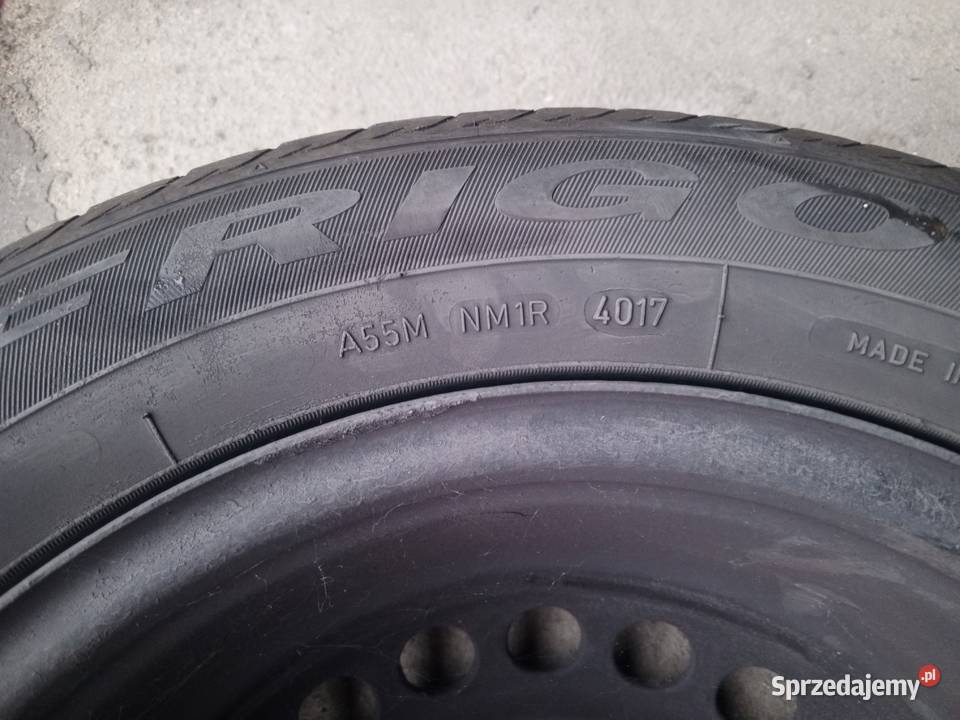 ERIGO
A55M NM1R 4017
MADE I
Sprzedajemy.pl